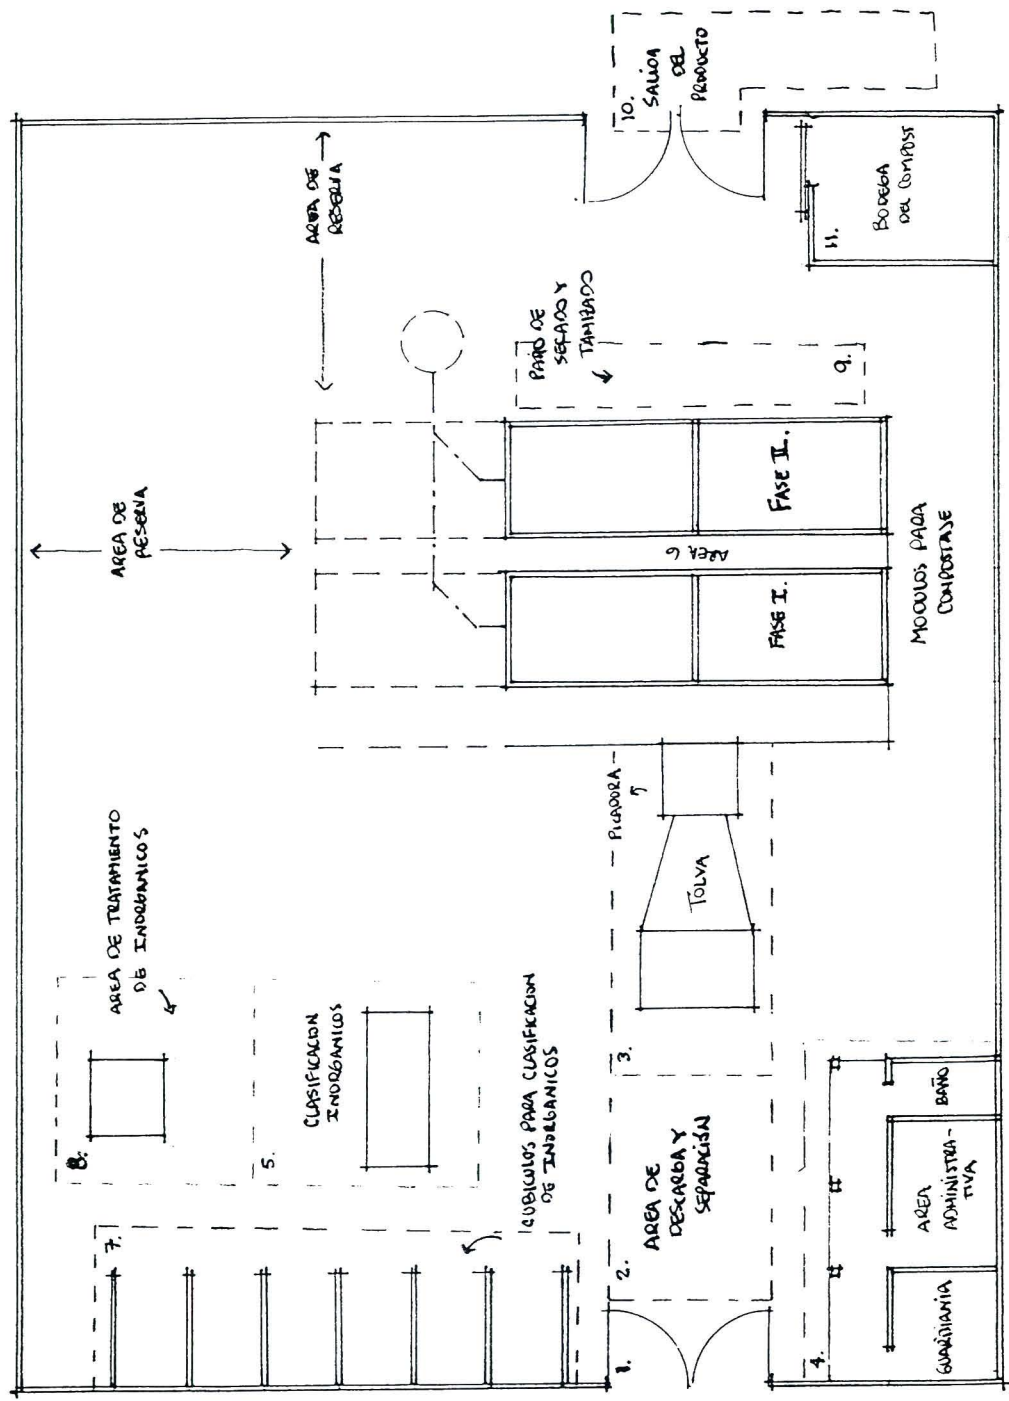 1.
2.
AREA DE
DESCARGA Y
SEPARACIÓN
3.
TOLVA
PICADORA
4.
GUARDIANIA
AREA
ADMINISTRA-
TIVA
BAÑO
5.
CLASIFICACION
INORGANICOS
7.
CUBICULOS PARA CLASIFICACION
DE INORGANICOS
8.
AREA DE TRATAMIENTO
DE INORGANICOS
AREA DE
RESERVA
AREA DE
RESERVA
FASE I.
AREA 6
FASE II.
MODULOS PARA
COMPOSTAJE
PATIO DE
SECADO Y
TAMIZADO
9.
10.
SALIDA
DEL
PRODUCTO
11.
BODEGA
DEL COMPOST